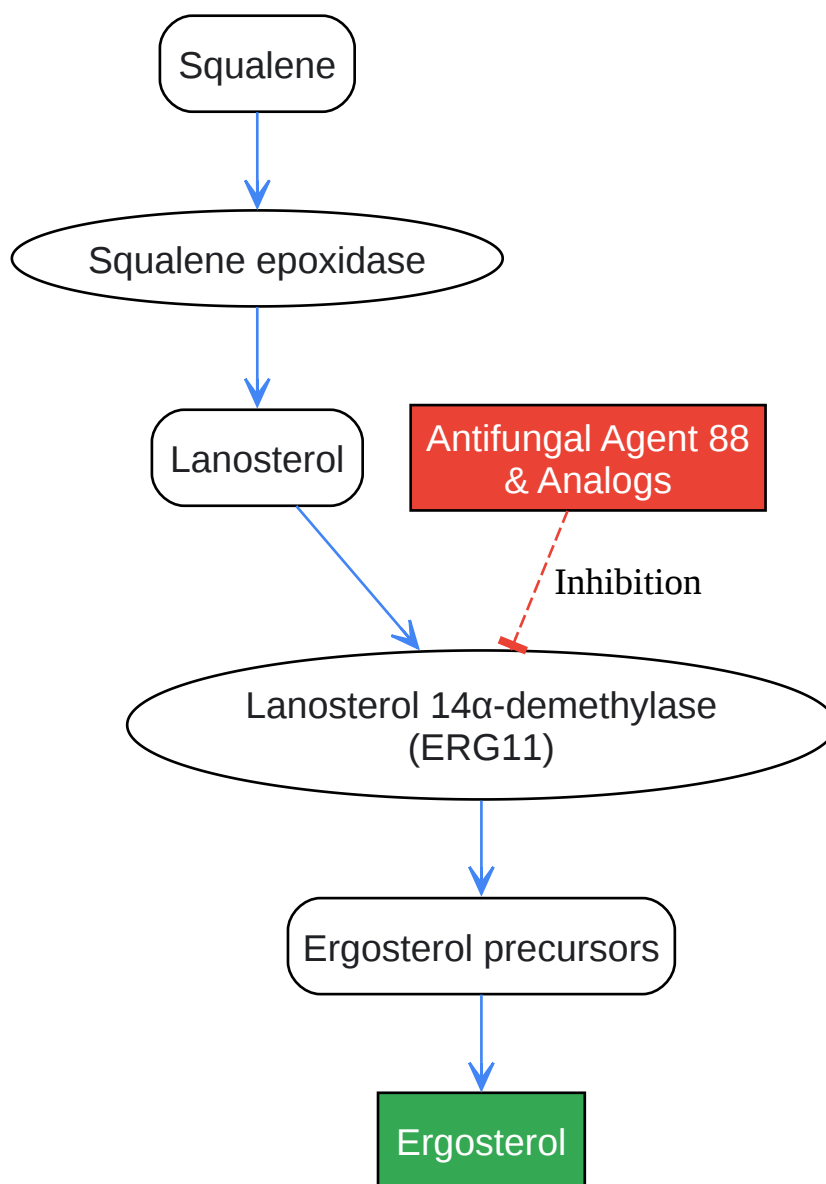 Squalene
Squalene epoxidase
Lanosterol
Antifungal Agent 88
& Analogs
Inhibition
Lanosterol 14α-demethylase
(ERG11)
Ergosterol precursors
Ergosterol